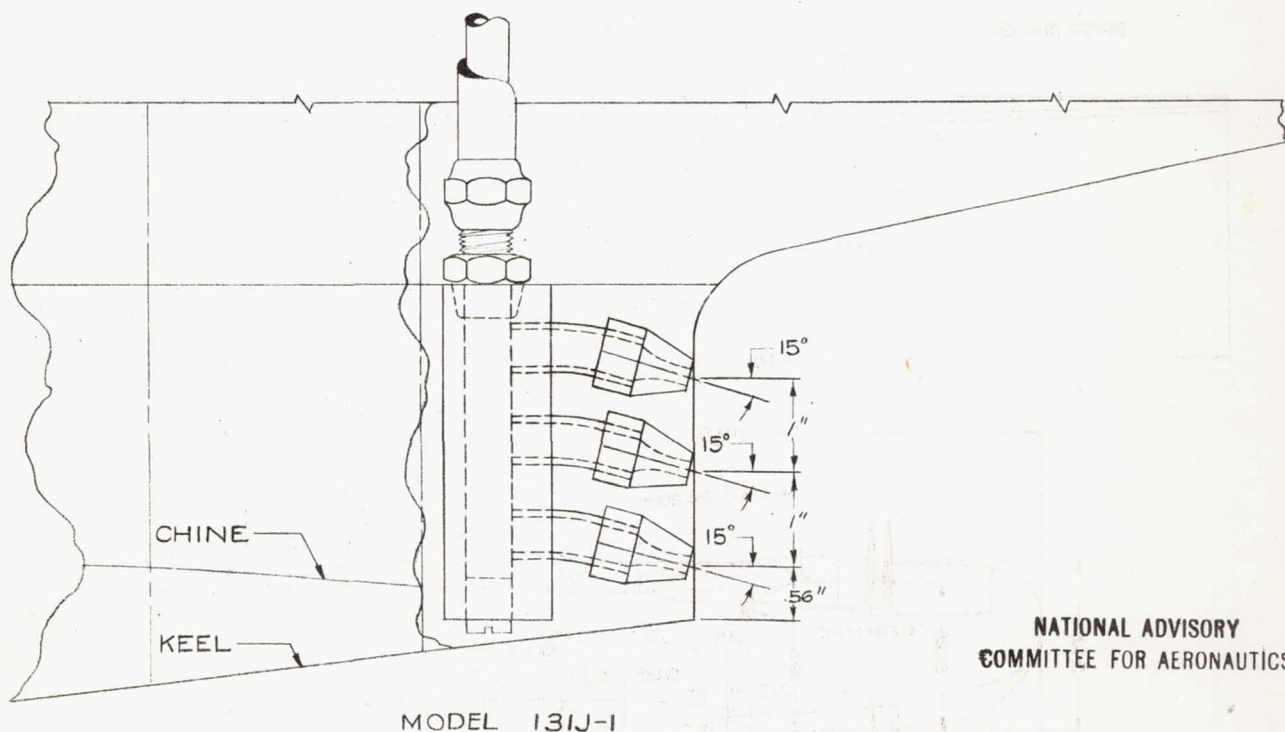 15°
1"
15°
1"
15°
.56"
CHINE
KEEL
NATIONAL ADVISORY
COMMITTEE FOR AERONAUTICS
MODEL 131J-1